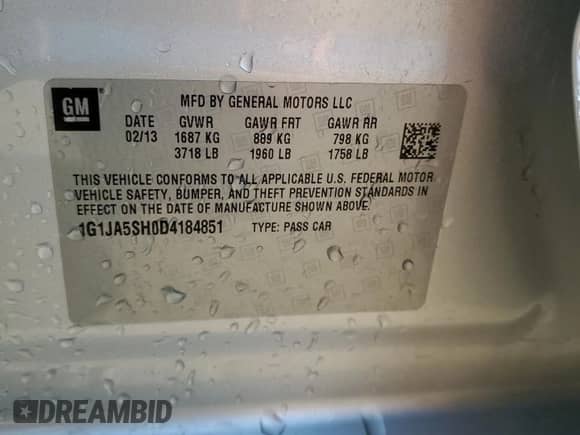 GM
MFD BY GENERAL MOTORS LLC
DATE GVWR GAWR FRT GAWR RR
02/13 1687 KG 889 KG 798 KG
3718 LB 1960 LB 1758 LB
THIS VEHICLE CONFORMS TO ALL APPLICABLE U.S. FEDERAL MOTOR
VEHICLE SAFETY, BUMPER, AND THEFT PREVENTION STANDARDS IN
EFFECT ON THE DATE OF MANUFACTURE SHOWN ABOVE.
1G1JA5SH0D4184851 TYPE: PASS CAR
DREAMBID